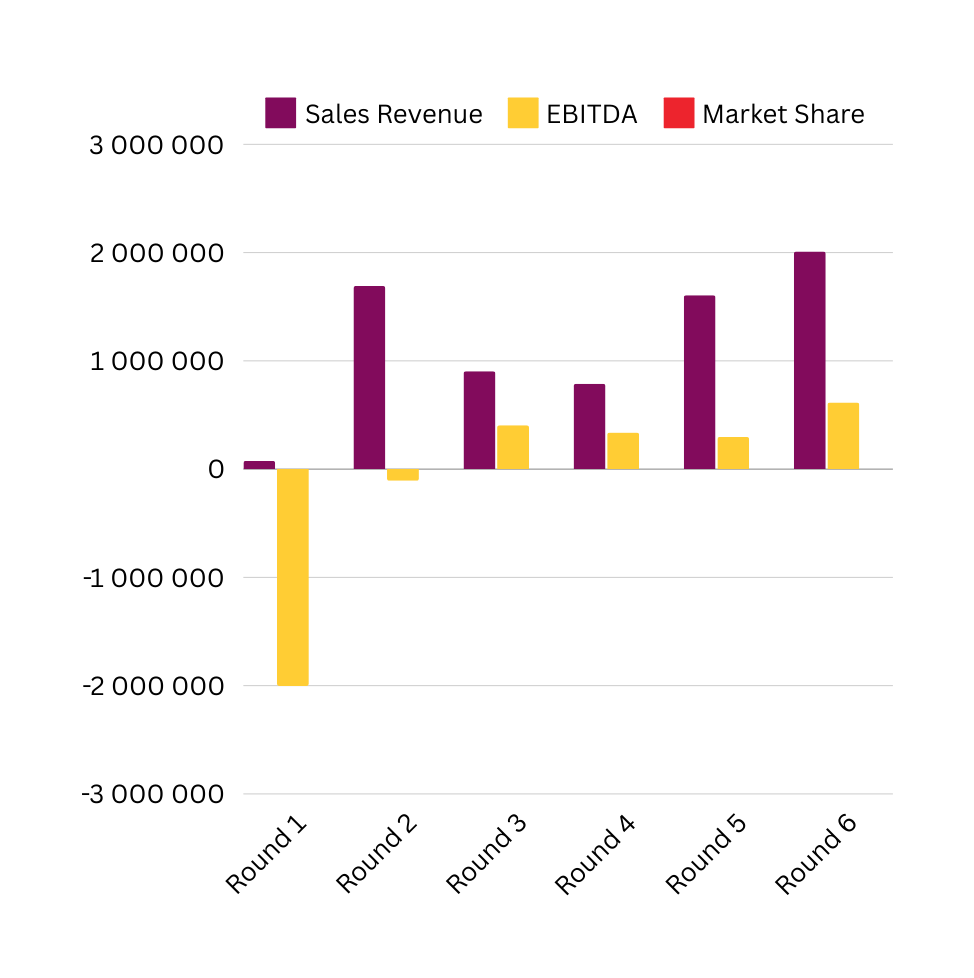 Sales Revenue EBITDA Market Share
3 000 000
2 000 000
1 000 000
0
-1 000 000
-2 000 000
-3 000 000
Round 1
Round 2
Round 3
Round 4
Round 5
Round 6